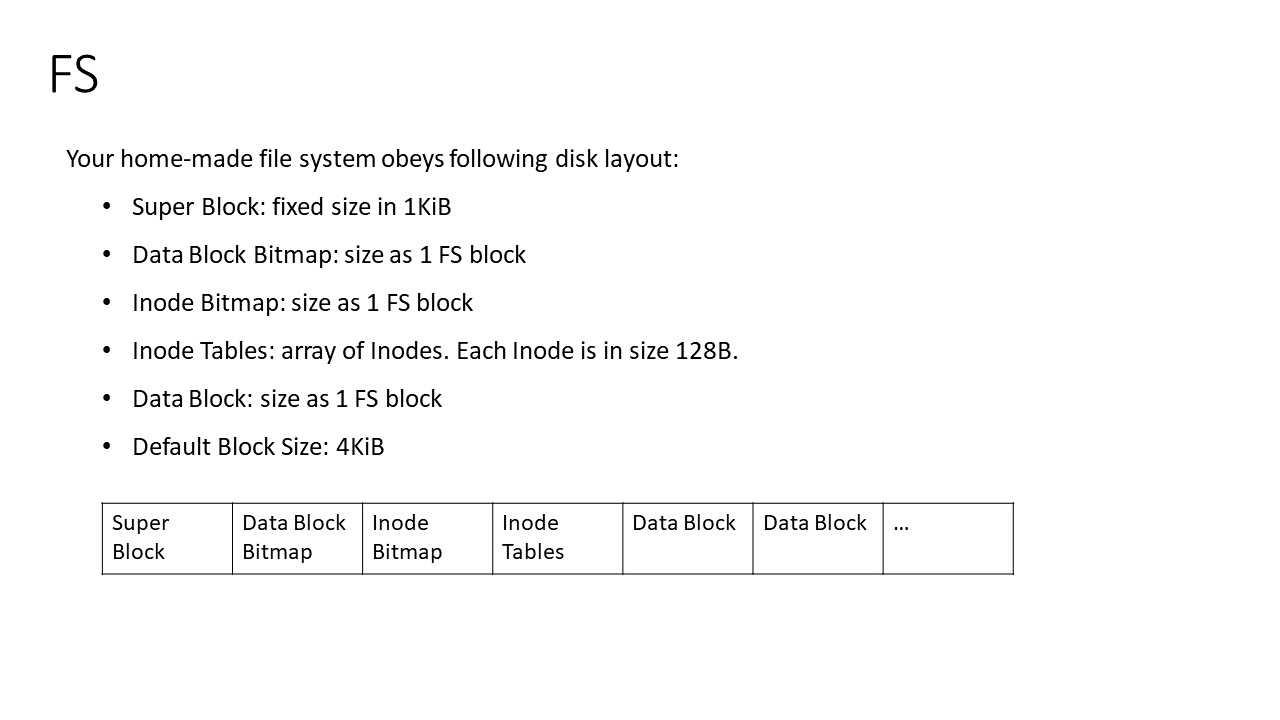 FS
Your home-made file system obeys following disk layout:
• Super Block: fixed size in 1KiB
• Data Block Bitmap: size as 1 FS block
• Inode Bitmap: size as 1 FS block
• Inode Tables: array of Inodes. Each Inode is in size 128B.
• Data Block: size as 1 FS block
• Default Block Size: 4KiB
Super
Block
Data Block
Bitmap
Inode
Bitmap
Inode
Tables
Data Block
Data Block
...